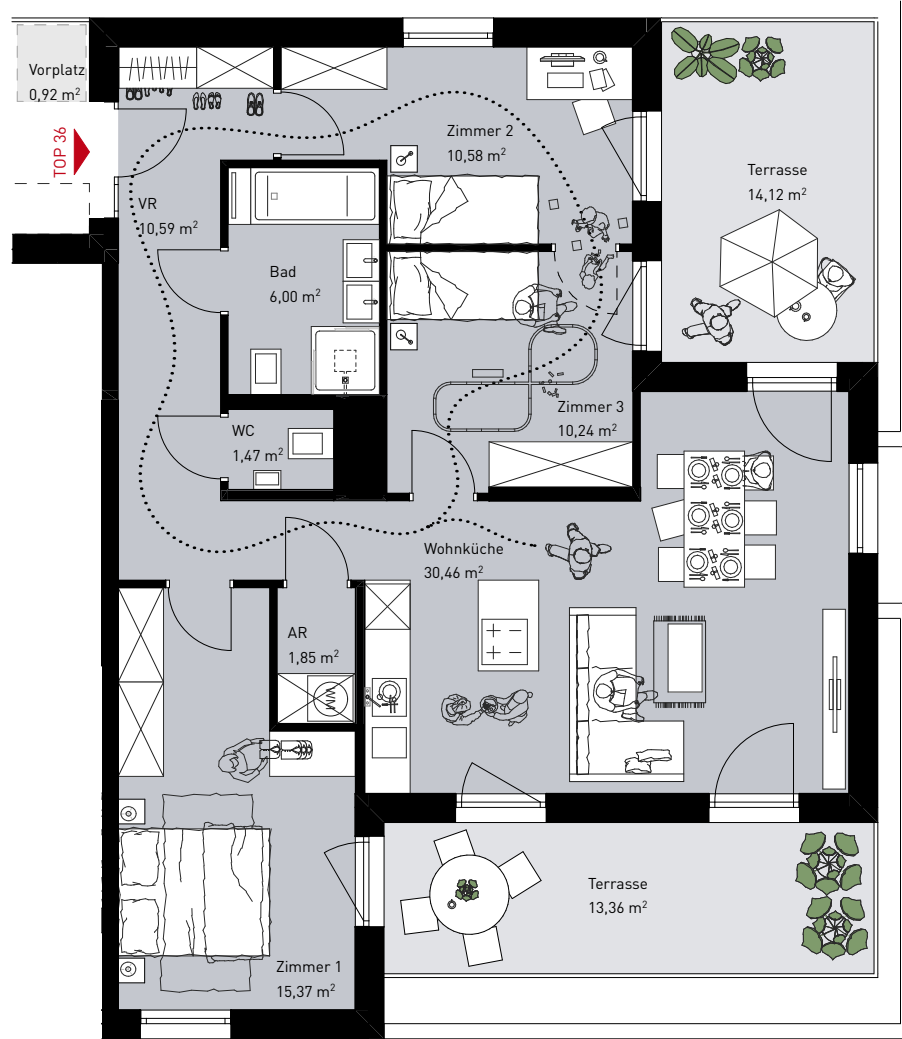 Vorplatz
0,92 m²
TOP 36
Zimmer 2
10,58 m²
Terrasse
14,12 m²
VR
10,59 m²
Bad
6,00 m²
Zimmer 3
10,24 m²
WC
1,47 m²
Wohnküche
30,46 m²
AR
1,85 m²
WM
Terrasse
13,36 m²
Zimmer 1
15,37 m²